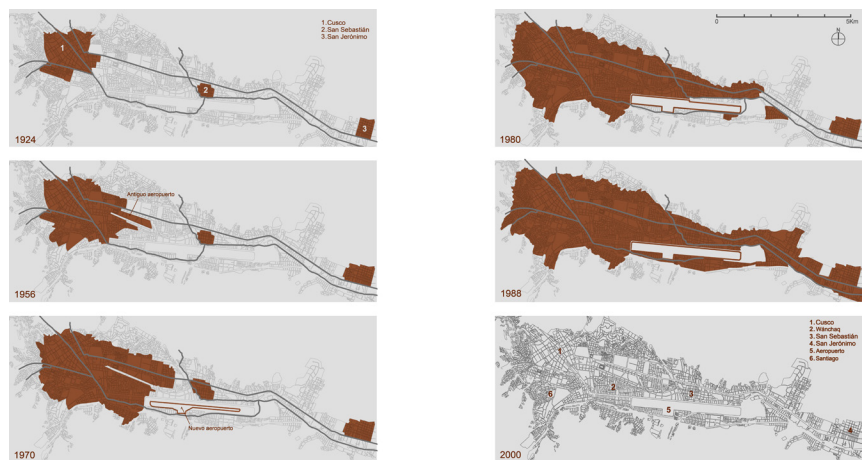 1.Cusco
2.San Sebastián
3.San Jerónimo
1
2
3
1924
Antiguo aeropuerto
1956
Nuevo aeropuerto
1970
0 5Km
N
1980
1988
1.Cusco
2.Wánchaq
3.San Sebastián
4.San Jerónimo
5.Aeropuerto
6.Santiago
1
2
3
6
5
4
2000